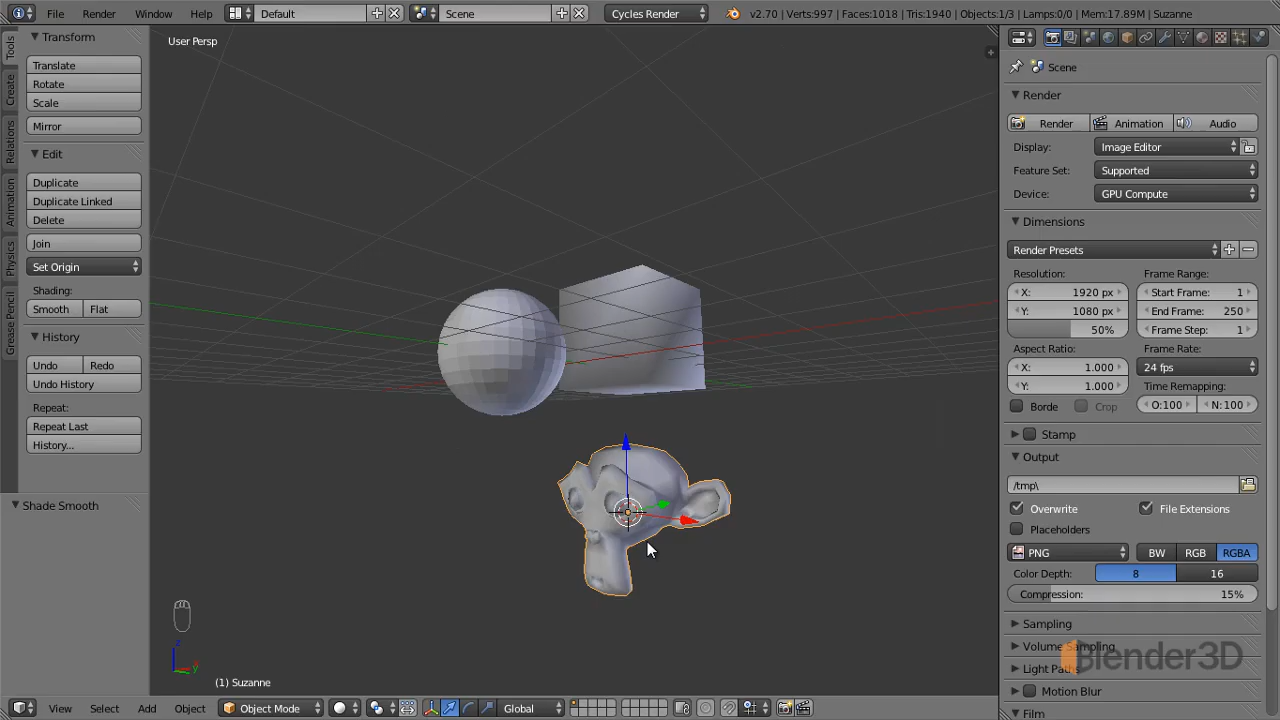 File Render Window Help Default Scene Cycles Render v2.70 | Verts:997 | Faces:1018 | Tris:1940 | Objects:1/3 | Lamps:0/0 | Mem:17.89M | Suzanne
Tools
Create
Relations
Animation
Physics
Grease Pencil
Transform
Translate
Rotate
Scale
Mirror
Edit
Duplicate
Duplicate Linked
Delete
Join
Set Origin
Shading:
Smooth Flat
History
Undo Redo
Undo History
Repeat:
Repeat Last
History...
Shade Smooth
User Persp
z
x
y
(1) Suzanne
View Select Add Object Object Mode Global
Scene
Render
Render Animation Audio
Display: Image Editor
Feature Set: Supported
Device: GPU Compute
Dimensions
Render Presets
Resolution: Frame Range:
X: 1920 px Start Frame: 1
Y: 1080 px End Frame: 250
50% Frame Step: 1
Aspect Ratio: Frame Rate:
X: 1.000 24 fps
Y: 1.000 Time Remapping:
Borde Crop O:100 N:100
Stamp
Output
/tmp\
Overwrite File Extensions
Placeholders
PNG BW RGB RGBA
Color Depth: 8 16
Compression: 15%
Sampling
Volume Sampling
Light Paths
Blender3D
Motion Blur
Film